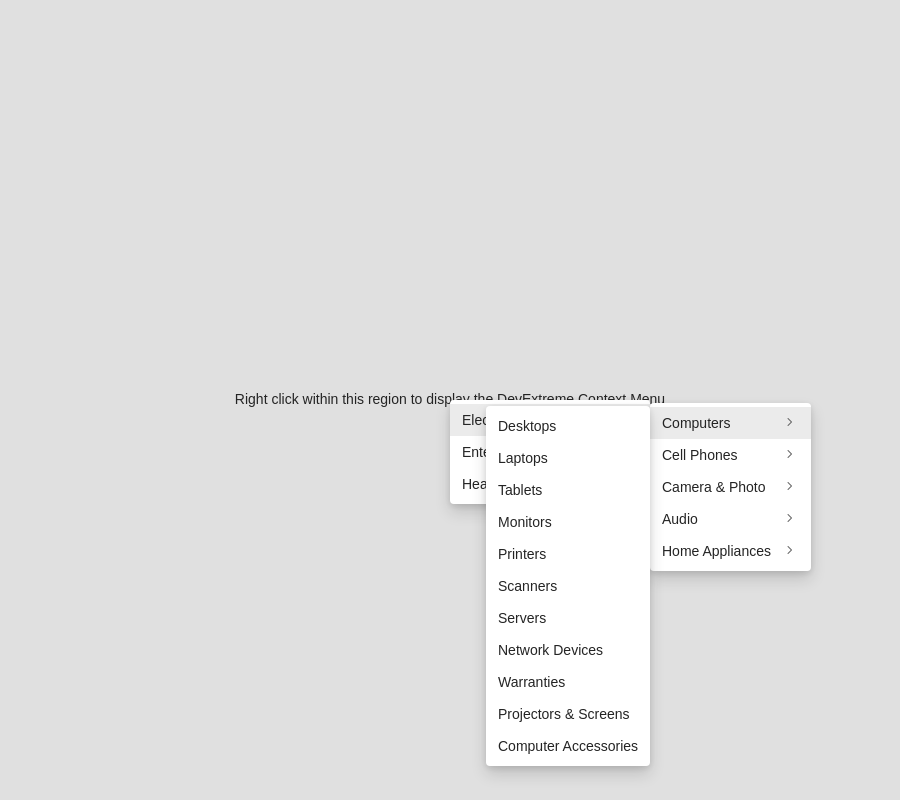 Right click within this region to display the DevExtreme Context Menu
Elec
Ente
Hea
Desktops
Laptops
Tablets
Monitors
Printers
Scanners
Servers
Network Devices
Warranties
Projectors & Screens
Computer Accessories
Computers
Cell Phones
Camera & Photo
Audio
Home Appliances